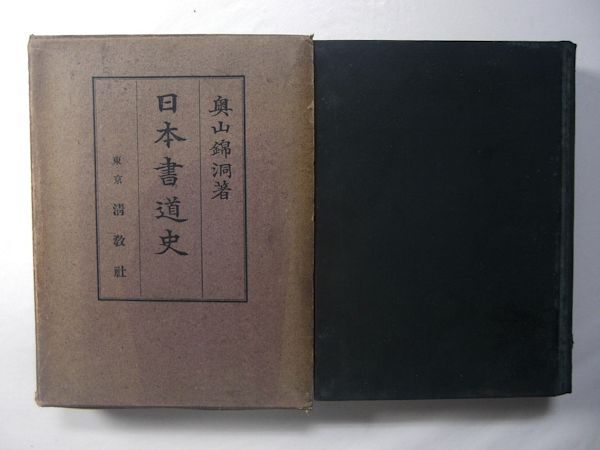 奥山錦洞著
日本書道史
東京 清教社